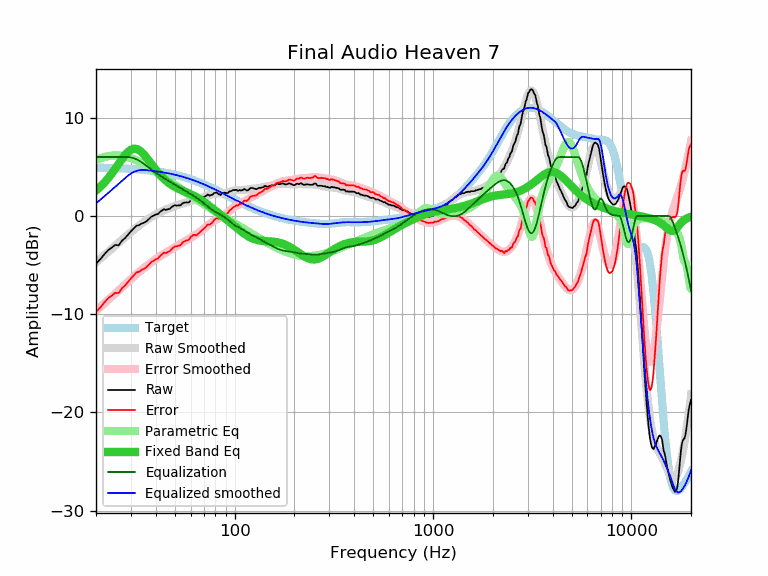 Final Audio Heaven 7
10
0
−10
−20
−30
Amplitude (dBr)
Target
Raw Smoothed
Error Smoothed
Raw
Error
Parametric Eq
Fixed Band Eq
Equalization
Equalized smoothed
100
1000
10000
Frequency (Hz)